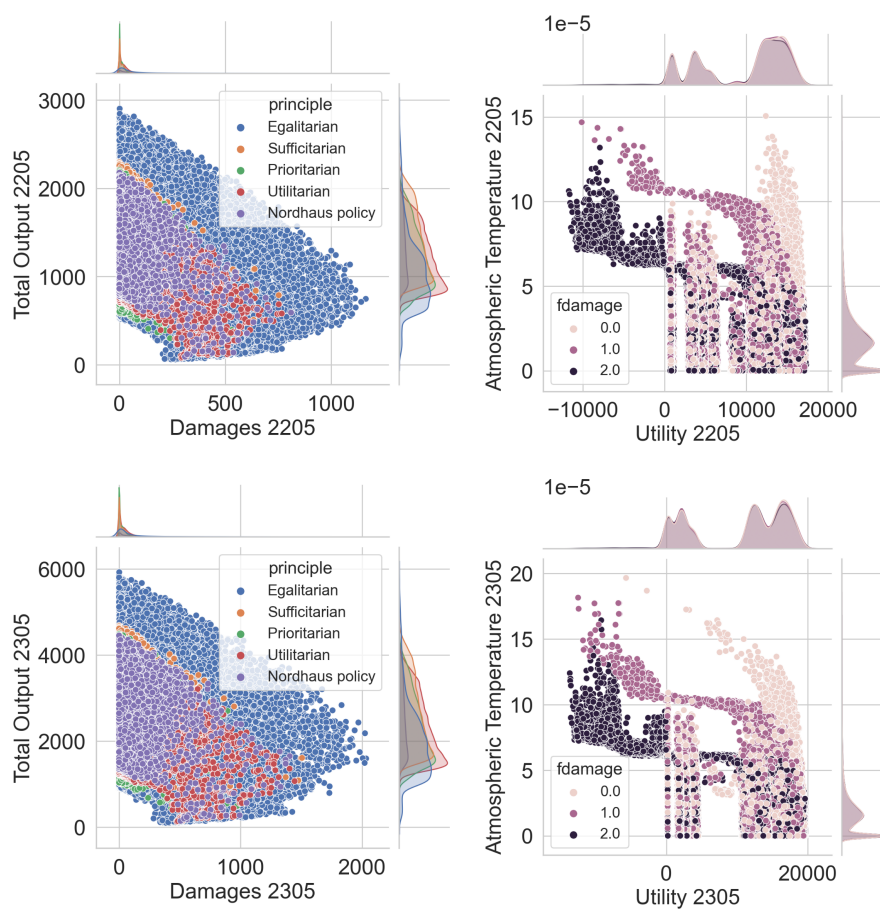 3000
2000
1000
0
Total Output 2205
principle
Egalitarian
Sufficitarian
Prioritarian
Utilitarian
Nordhaus policy
0
500
1000
Damages 2205
1e−5
15
10
5
0
Atmospheric Temperature 2205
fdamage
0.0
1.0
2.0
−10000
0
10000
20000
Utility 2205
6000
4000
2000
0
Total Output 2305
principle
Egalitarian
Sufficitarian
Prioritarian
Utilitarian
Nordhaus policy
0
1000
2000
Damages 2305
1e−5
20
15
10
5
0
Atmospheric Temperature 2305
fdamage
0.0
1.0
2.0
0
20000
Utility 2305